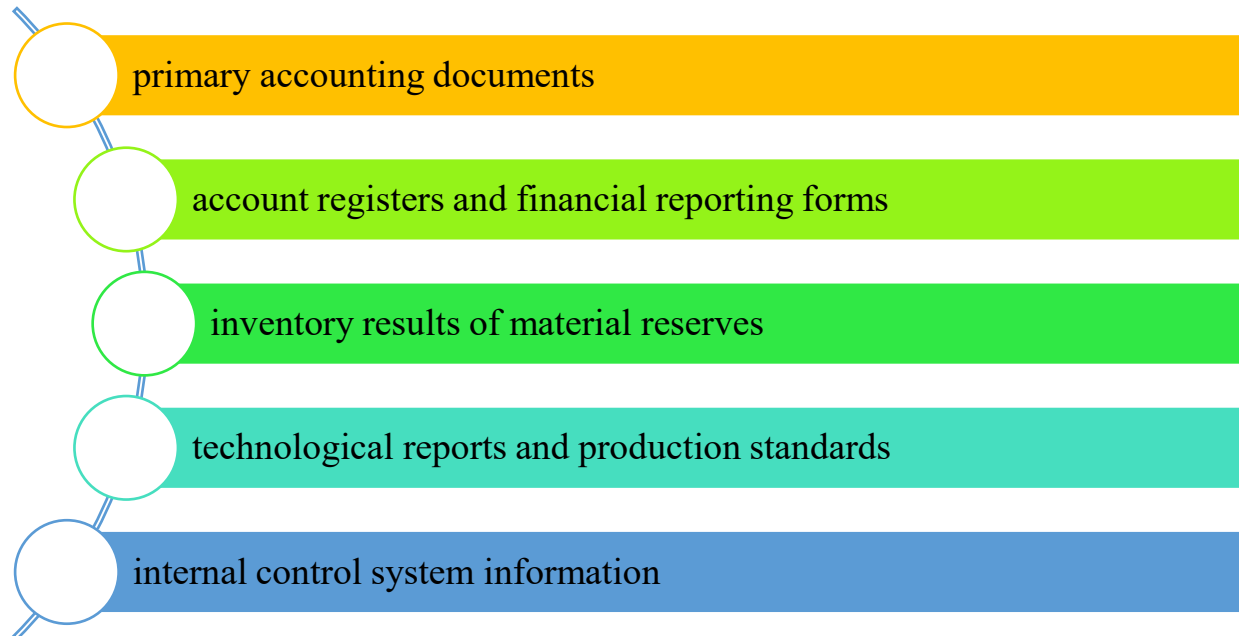 primary accounting documents
account registers and financial reporting forms
inventory results of material reserves
technological reports and production standards
internal control system information